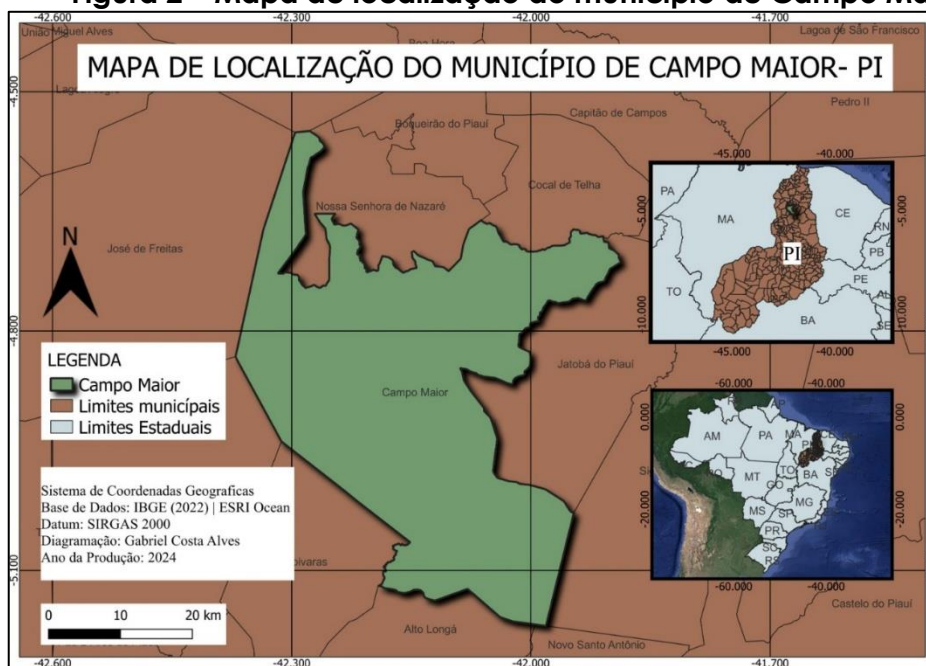 Figura 2 – Mapa de localização do município de Campo Ma
-42.600 -42.300 -42.000 -41.700
União Miguel Alves
Boa Hora
Lagoa de São Francisco
MAPA DE LOCALIZAÇÃO DO MUNICÍPIO DE CAMPO MAIOR- PI
-4.500
Pedro II
Capitão de Campos
Boqueirão do Piauí
Cocal de Telha
Nossa Senhora de Nazaré
José de Freitas
N
-45.000 -40.000
PA
MA
CE
RN
PB
PI
PE
TO
AL
BA
SE
-5.000 -5.000
-10.000 -10.000
-45.000 -40.000
-4.800
LEGENDA
Campo Maior
Limites municípais
Limites Estaduais
Campo Maior
Jatobá do Piauí
-60.000 -40.000
0.000 0.000
AP
AM
PA
MA
CE
TO
BA
MT
GO
MG
MS
SP
PR
SC
RS
-20.000 -20.000
-60.000 -40.000
Sistema de Coordenadas Geograficas
Base de Dados: IBGE (2022) | ESRI Ocean
Datum: SIRGAS 2000
Diagramação: Gabriel Costa Alves
Ano da Produção: 2024
-5.100
oivaras
0 10 20 km
Alto Longá
Novo Santo Antônio
Castelo do Piauí
-42.600 -42.300 -42.000 -41.700